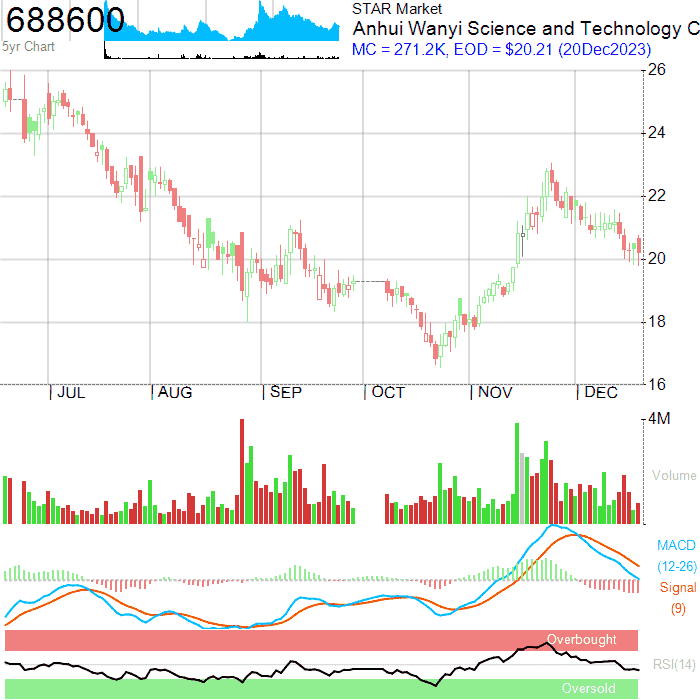 688600
5yr Chart
STAR Market
Anhui Wanyi Science and Technology C
MC = 271.2K, EOD = $20.21 (20Dec2023)
26
24
22
20
18
16
JUL AUG SEP OCT NOV DEC
4M
Volume
MACD
(12-26)
Signal
(9)
Overbought
RSI(14)
Oversold